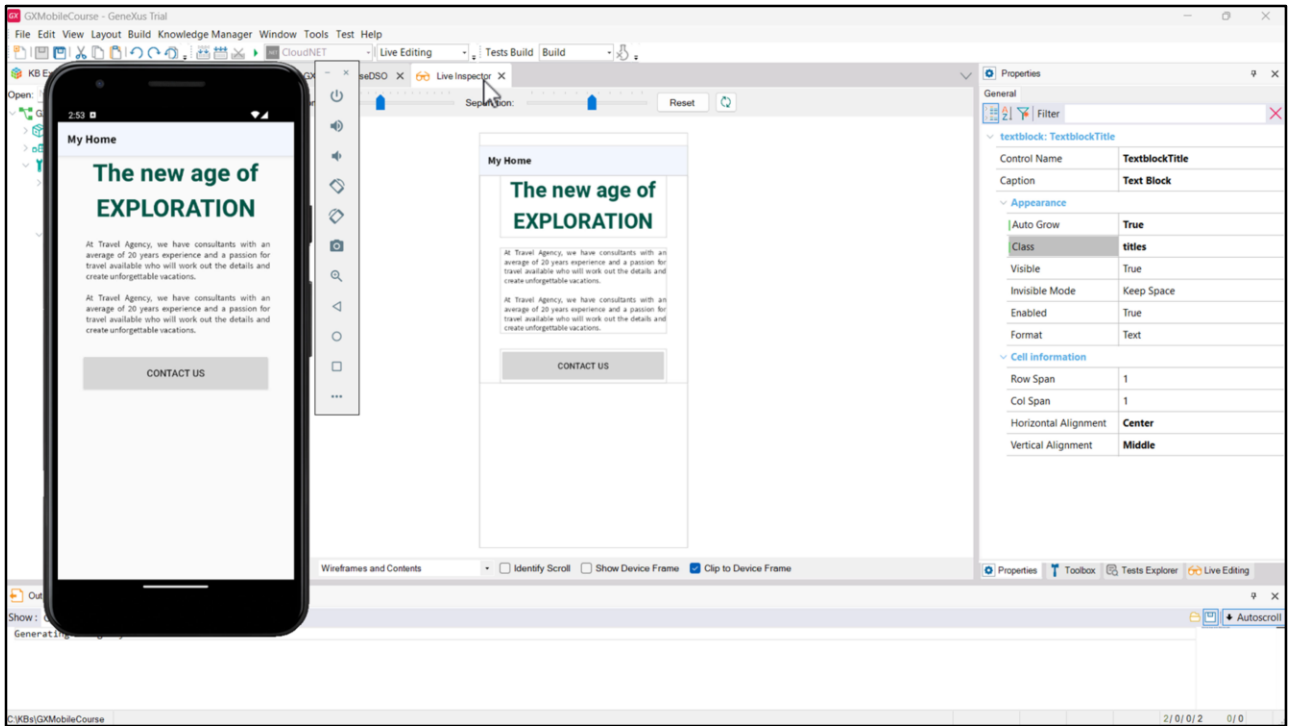 GX GXMobileCourse - GeneXus Trial
File Edit View Layout Build Knowledge Manager Window Tools Test Help
CloudNET Live Editing Tests Build Build
KB E
seDSO Live Inspector
Open:
Separation: Reset
2:53
My Home
The new age of
EXPLORATION
At Travel Agency, we have consultants with an
average of 20 years experience and a passion for
travel available who will work out the details and
create unforgettable vacations.
At Travel Agency, we have consultants with an
average of 20 years experience and a passion for
travel available who will work out the details and
create unforgettable vacations.
CONTACT US
My Home
The new age of
EXPLORATION
At Travel Agency, we have consultants with an
average of 20 years experience and a passion for
travel available who will work out the details and
create unforgettable vacations.
At Travel Agency, we have consultants with an
average of 20 years experience and a passion for
travel available who will work out the details and
create unforgettable vacations.
CONTACT US
Wireframes and Contents Identify Scroll Show Device Frame Clip to Device Frame
Properties
General
Filter
textblock: TextblockTitle
Control Name TextblockTitle
Caption Text Block
Appearance
Auto Grow True
Class titles
Visible True
Invisible Mode Keep Space
Enabled True
Format Text
Cell information
Row Span 1
Col Span 1
Horizontal Alignment Center
Vertical Alignment Middle
Properties Toolbox Tests Explorer Live Editing
Out
Show:
Autoscroll
Generating
C:\KBs\GXMobileCourse 2/0/0/2 0/0